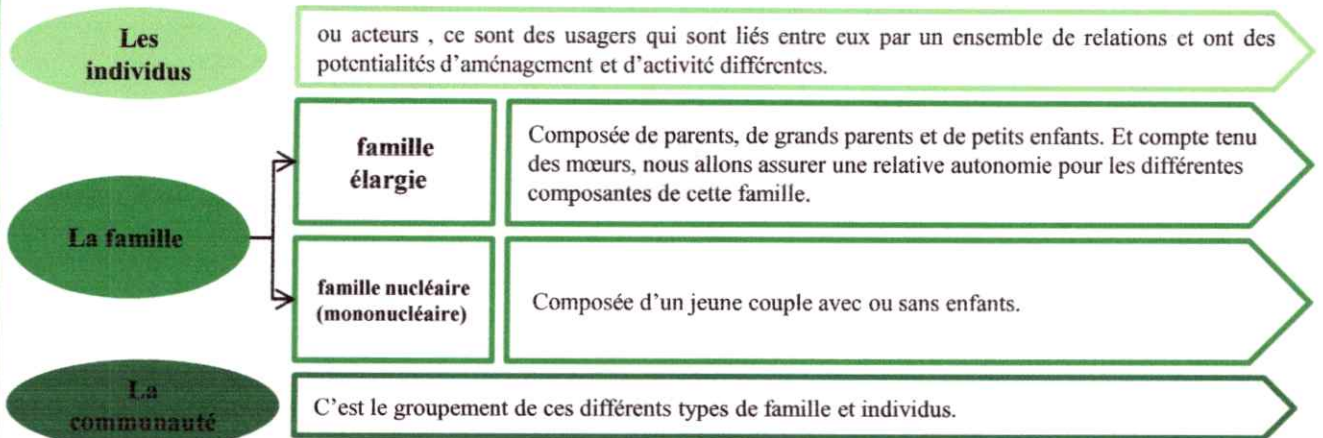 Les
individus
ou acteurs , ce sont des usagers qui sont liés entre eux par un ensemble de relations et ont des
potentialités d'aménagement et d'activité différentes.
La famille
famille
élargie
Composée de parents, de grands parents et de petits enfants. Et compte tenu
des mœurs, nous allons assurer une relative autonomie pour les différentes
composantes de cette famille.
famille nucléaire
(mononucléaire)
Composée d'un jeune couple avec ou sans enfants.
La
communauté
C'est le groupement de ces différents types de famille et individus.